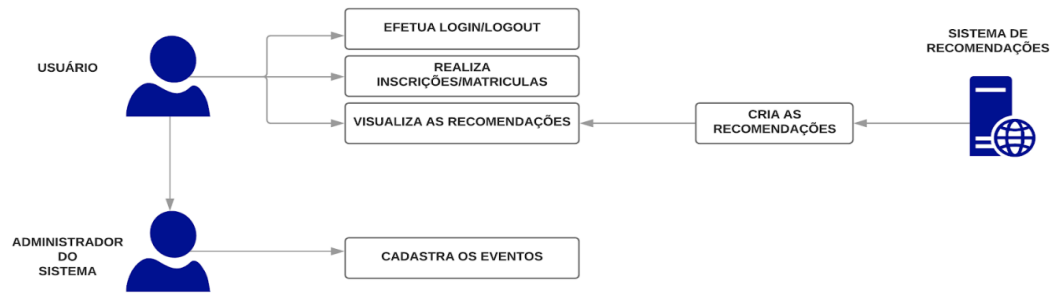 EFETUA LOGIN/LOGOUT
SISTEMA DE
RECOMENDAÇÕES
USUÁRIO
REALIZA
INSCRIÇÕES/MATRICULAS
VISUALIZA AS RECOMENDAÇÕES
CRIA AS
RECOMENDAÇÕES
ADMINISTRADOR
DO
SISTEMA
CADASTRA OS EVENTOS